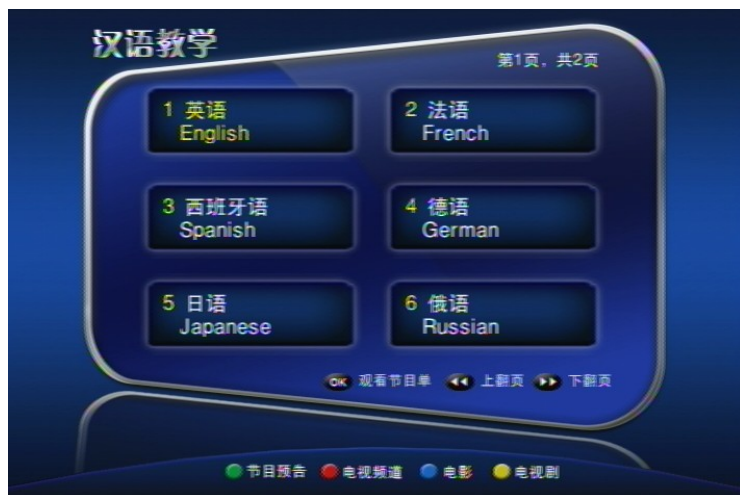 汉语教学
第1页，共2页
1 英语
English
2 法语
French
3 西班牙语
Spanish
4 德语
German
5 日语
Japanese
6 俄语
Russian
OK 观看节目单 上翻页 下翻页
节目预告 电视频道 电影 电视剧